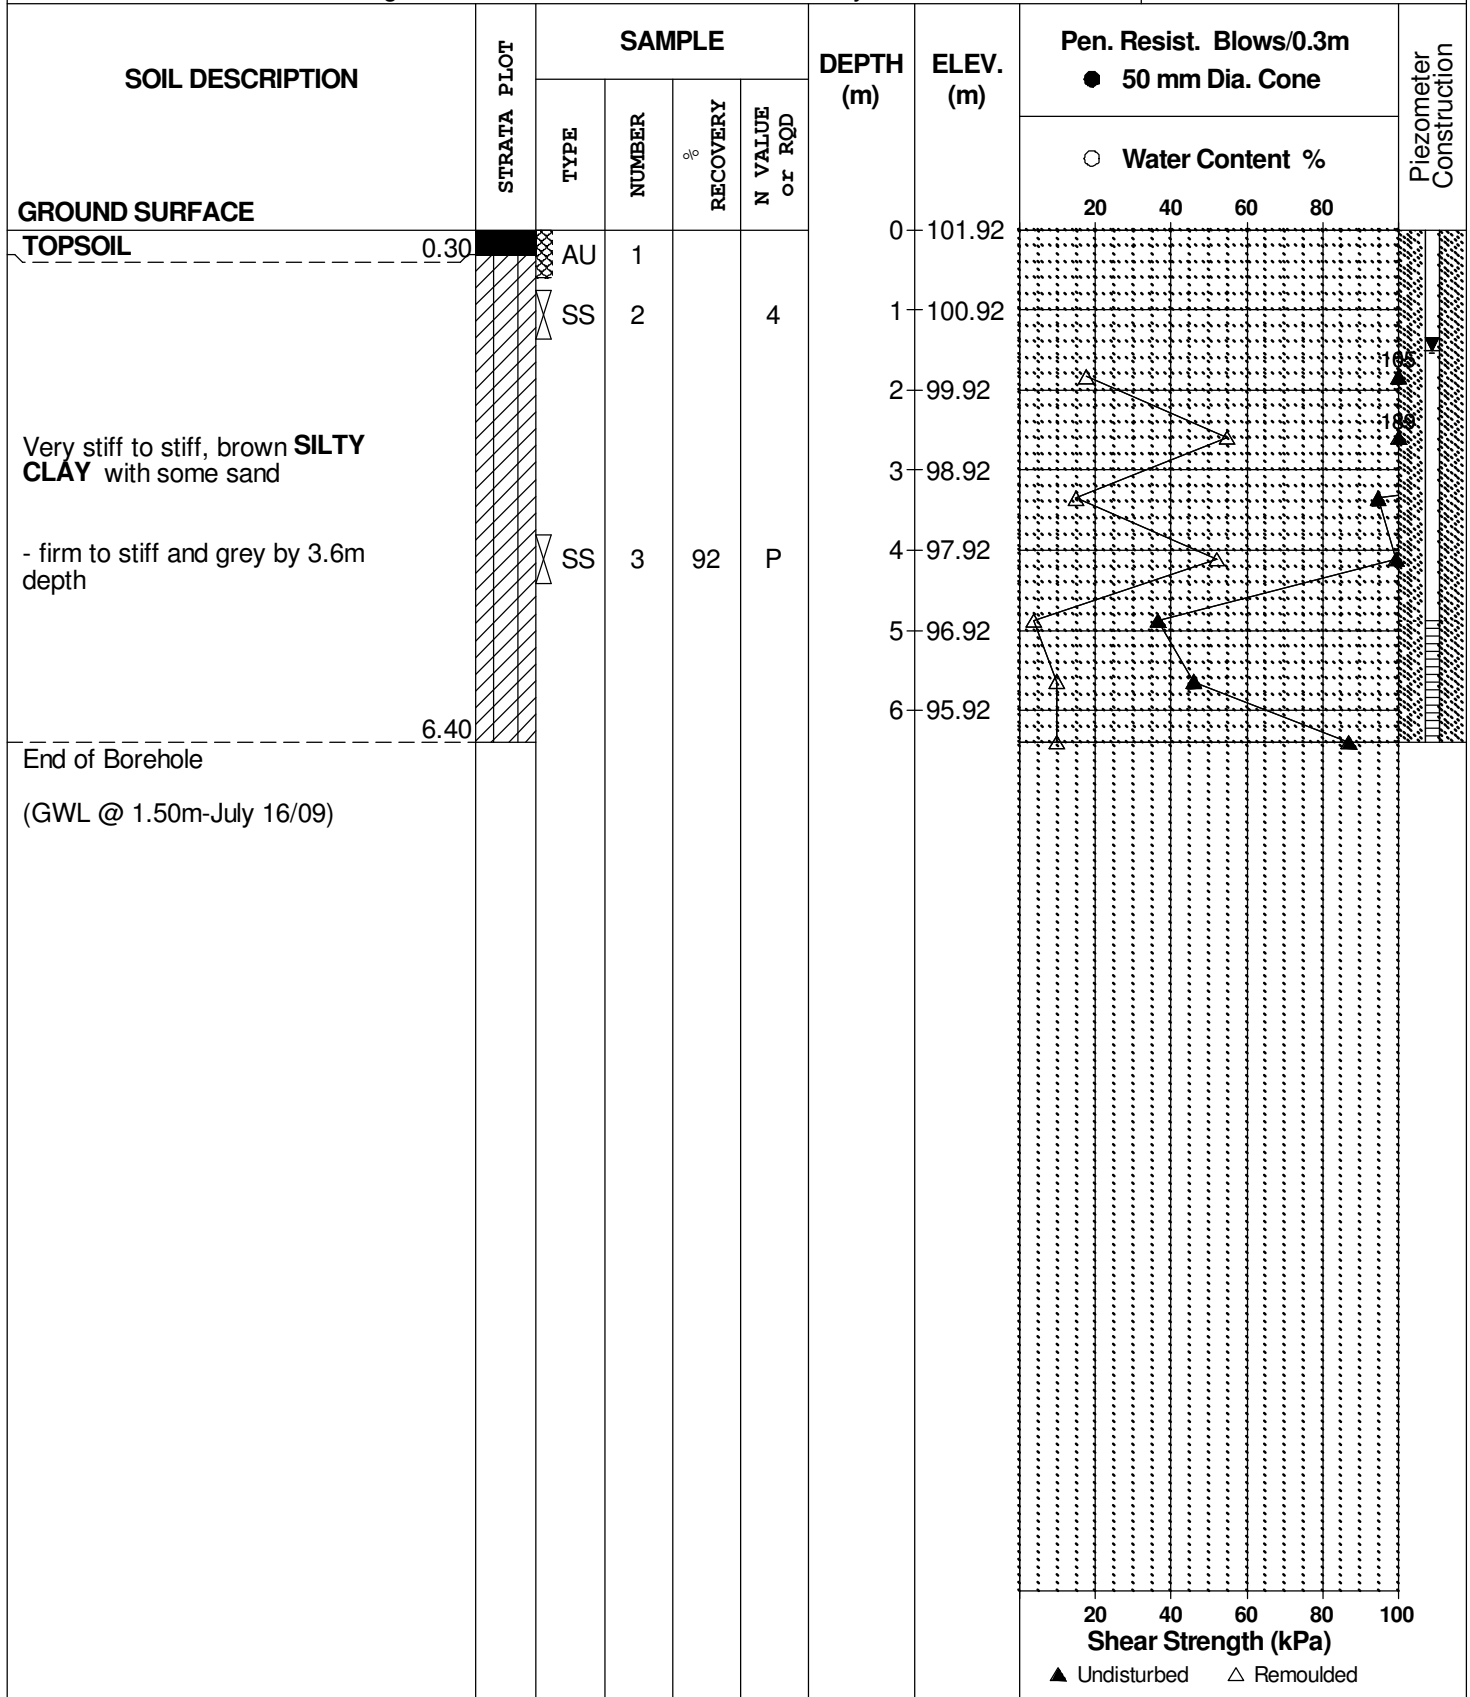 SOIL DESCRIPTION
GROUND SURFACE
STRATA PLOT
SAMPLE
TYPE
NUMBER
%
RECOVERY
N VALUE
or RQD
DEPTH
(m)
ELEV.
(m)
Pen. Resist. Blows/0.3m
● 50 mm Dia. Cone
○ Water Content %
20 40 60 80
Piezometer
Construction
TOPSOIL 0.30
AU 1
SS 2 4
Very stiff to stiff, brown SILTY
CLAY with some sand
- firm to stiff and grey by 3.6m
depth
SS 3 92 P
6.40
End of Borehole
(GWL @ 1.50m-July 16/09)
0 101.92
1 100.92
2 99.92
3 98.92
4 97.92
5 96.92
6 95.92
20 40 60 80 100
Shear Strength (kPa)
▲ Undisturbed △ Remoulded